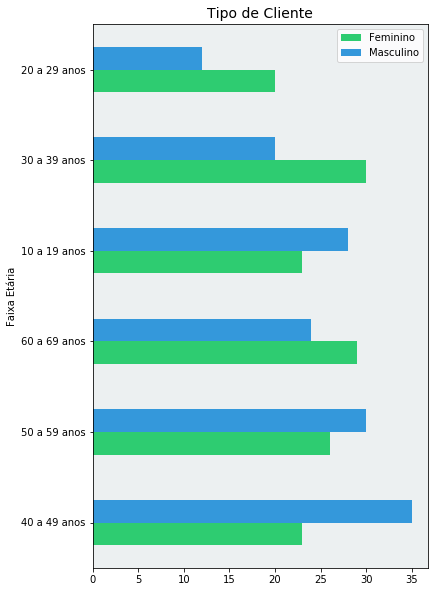 Tipo de Cliente
Feminino
Masculino
Faixa Etária
20 a 29 anos
30 a 39 anos
10 a 19 anos
60 a 69 anos
50 a 59 anos
40 a 49 anos
0 5 10 15 20 25 30 35